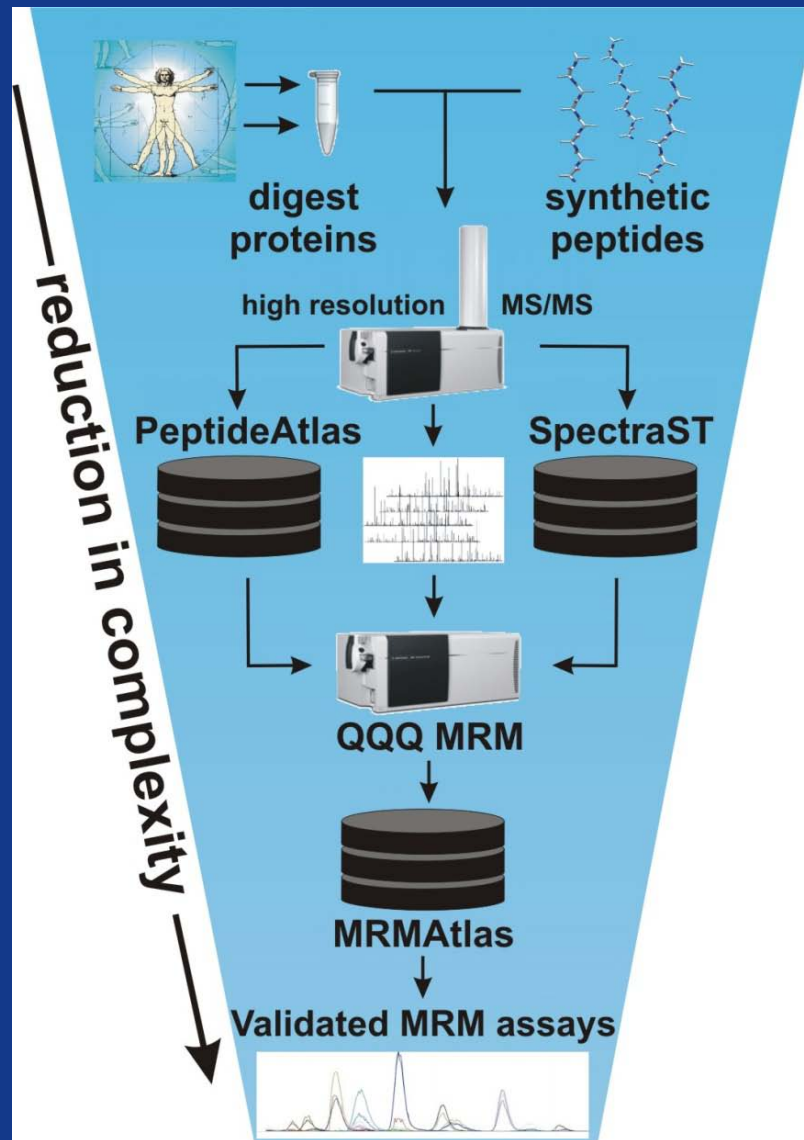 digest
proteins
synthetic
peptides
high resolution MS/MS
PeptideAtlas
SpectraST
QQQ MRM
MRMAtlas
Validated MRM assays
reduction in complexity